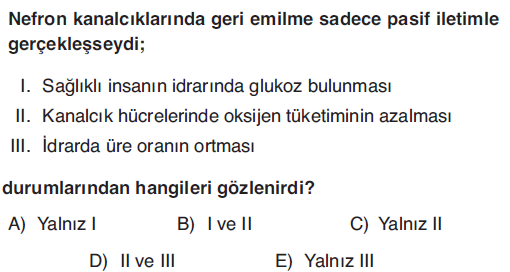 Nefron kanalcıklarında geri emilme sadece pasif iletimle
gerçekleşseydi;
I. Sağlıklı insanın idrarında glukoz bulunması
II. Kanalcık hücrelerinde oksijen tüketiminin azalması
III. İdrarda üre oranın ortması
durumlarından hangileri gözlenirdi?
A) Yalnız I B) I ve II C) Yalnız II
D) II ve III E) Yalnız III